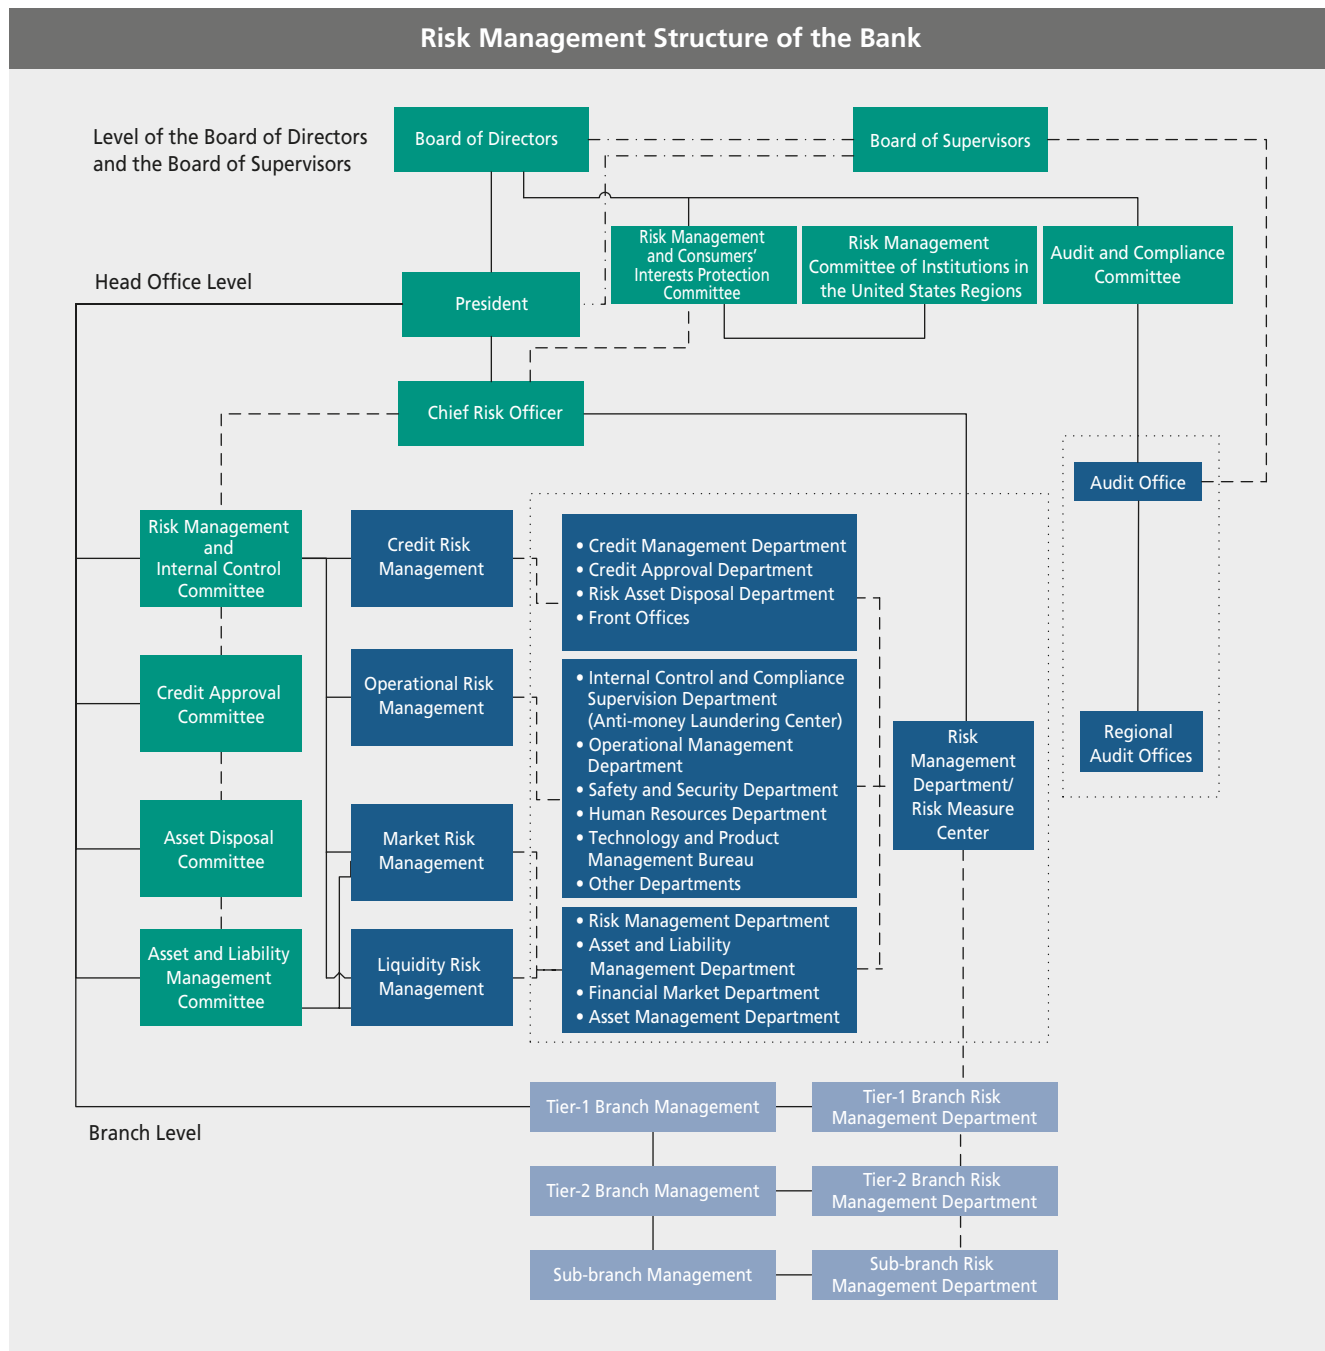 Risk Management Structure of the Bank
Level of the Board of Directors
and the Board of Supervisors
Board of Directors
Board of Supervisors
Risk Management
and Consumers’
Interests Protection
Committee
Risk Management
Committee of Institutions in
the United States Regions
Audit and Compliance
Committee
Head Office Level
President
Chief Risk Officer
Audit Office
Regional
Audit Offices
Risk Management
and
Internal Control
Committee
Credit Approval
Committee
Asset Disposal
Committee
Asset and Liability
Management
Committee
Credit Risk
Management
Operational Risk
Management
Market Risk
Management
Liquidity Risk
Management
• Credit Management Department
• Credit Approval Department
• Risk Asset Disposal Department
• Front Offices
• Internal Control and Compliance
Supervision Department
(Anti-money Laundering Center)
• Operational Management
Department
• Safety and Security Department
• Human Resources Department
• Technology and Product
Management Bureau
• Other Departments
• Risk Management Department
• Asset and Liability
Management Department
• Financial Market Department
• Asset Management Department
Risk
Management
Department/
Risk Measure
Center
Branch Level
Tier-1 Branch Management
Tier-1 Branch Risk
Management Department
Tier-2 Branch Management
Tier-2 Branch Risk
Management Department
Sub-branch Management
Sub-branch Risk
Management Department